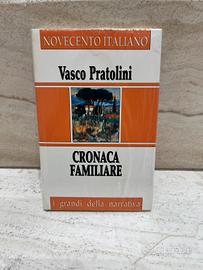 NOVECENTO ITALIANO
Vasco Pratolini
CRONACA
FAMILIARE
i grandi della narrativa